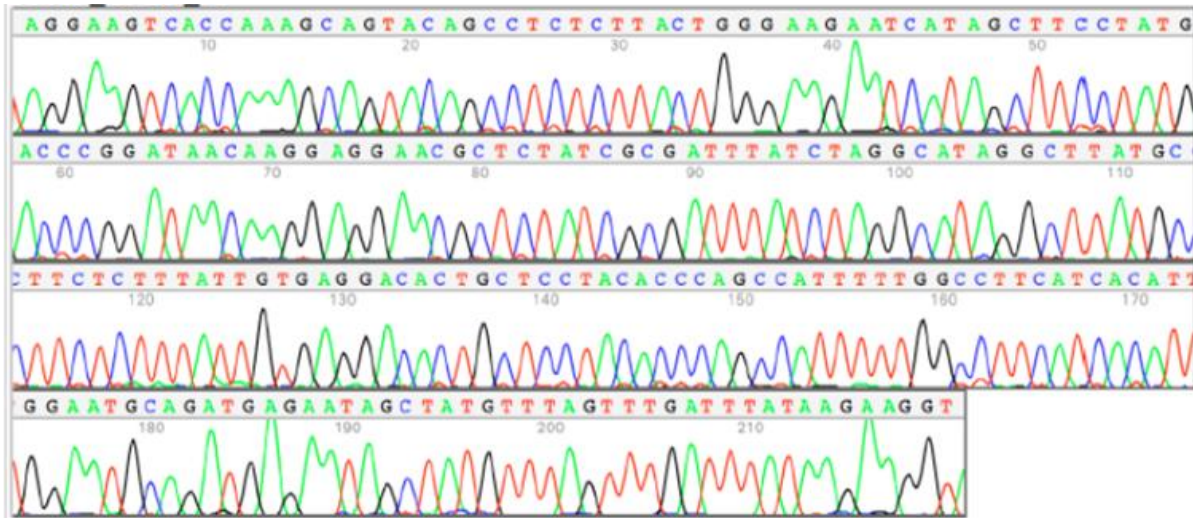 AGGAAGTCACCAAAGCAGTACAGCCTCTCTTACTGGGAAGAATCATAGCTTCCTATG
10 20 30 40 50
ACCCGGATAACAAGGAGGAACGCTCTATCGCGATTTATCTAGGCATAGGCTTATGC
60 70 80 90 100 110
CTTCTCTTTATTGTGAGGACACTGCTCCTACACCCAGCCATTTTTGGCCTTCATCACATT
120 130 140 150 160 170
GGAATGCAGATGAGAATAGCTATGTTTAGTTTGATTTATAAGAAGGT
180 190 200 210